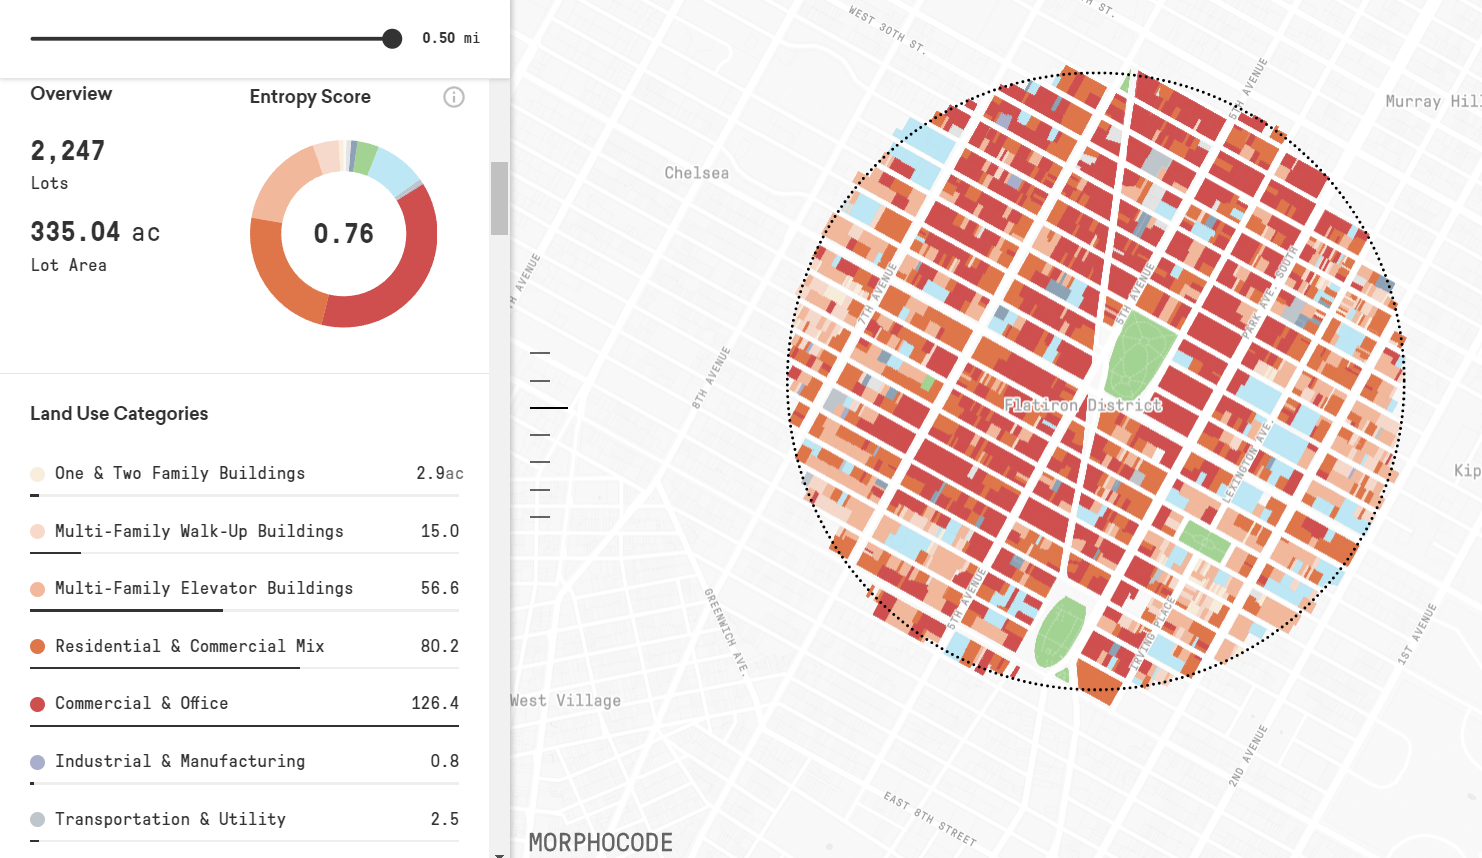 0.50 mi
Overview
Entropy Score
2,247
Lots
335.04 ac
Lot Area
0.76
Land Use Categories
One & Two Family Buildings 2.9ac
Multi-Family Walk-Up Buildings 15.0
Multi-Family Elevator Buildings 56.6
Residential & Commercial Mix 80.2
Commercial & Office 126.4
Industrial & Manufacturing 0.8
Transportation & Utility 2.5
ST.
WEST 30TH ST.
5TH AVENUE
Murray Hill
Chelsea
H AVENUE
7TH AVENUE
5TH AVENUE
PARK AVE. SOUTH
8TH AVENUE
Flatiron District
LEXINGTON AVE.
Kip
5TH AVENUE
GREENWICH AVE.
IRVING PLACE
1ST AVENUE
West Village
2ND AVENUE
EAST 8TH STREET
MORPHOCODE